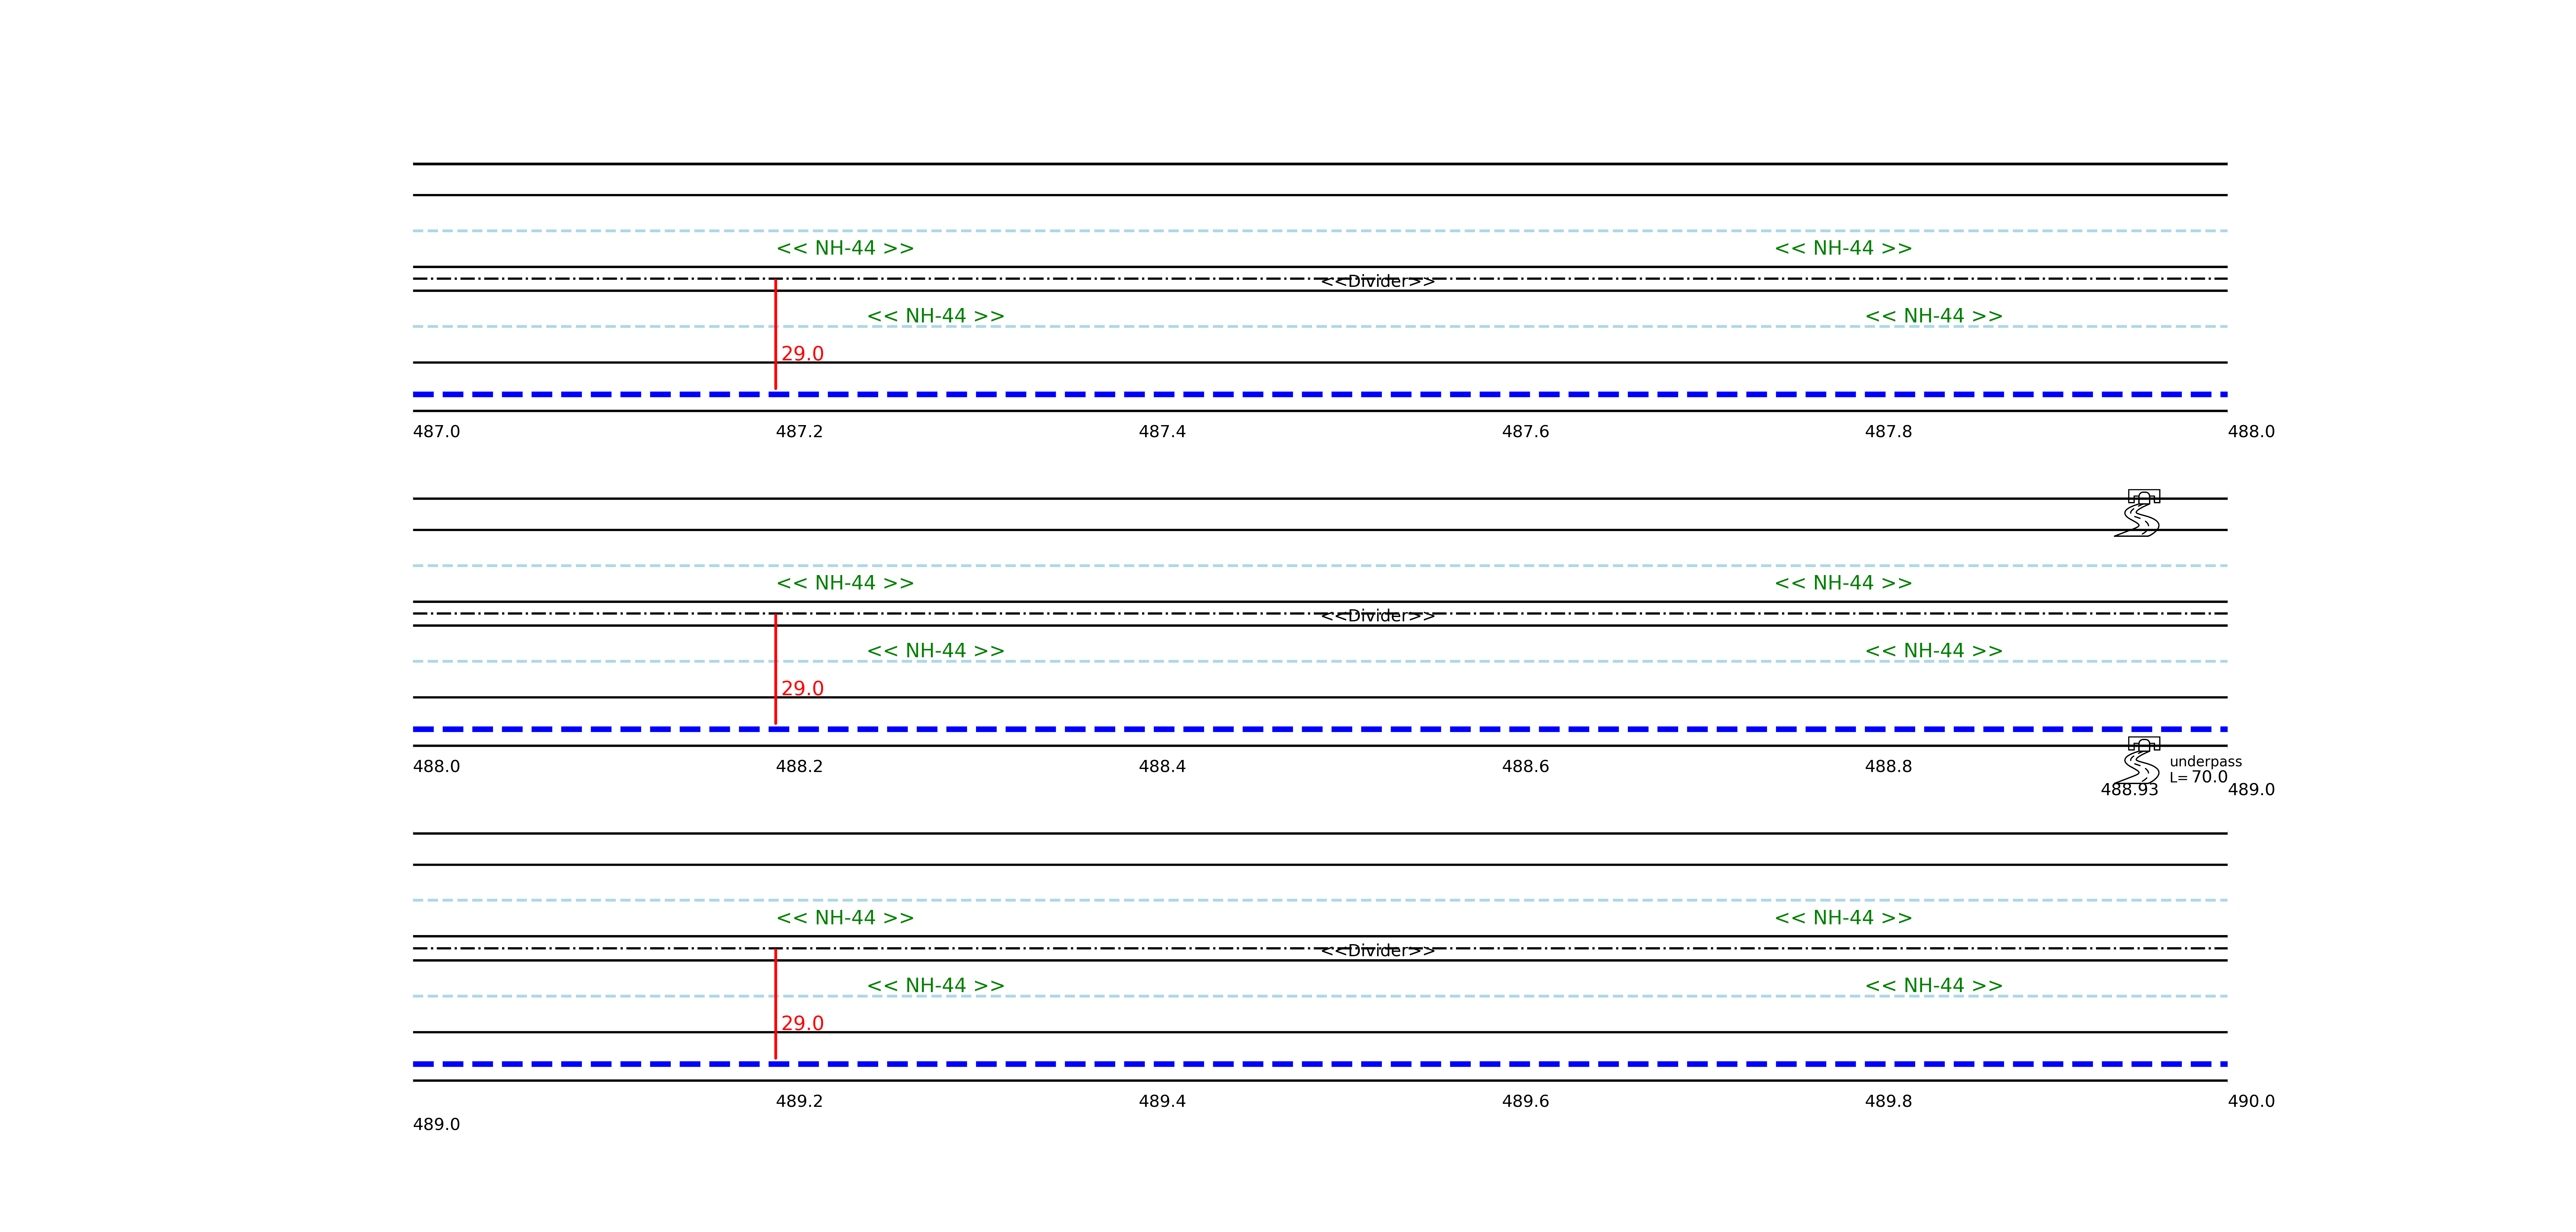 << NH-44 >> << NH-44 >>
<<Divider>>
<< NH-44 >> << NH-44 >>
29.0
487.0 487.2 487.4 487.6 487.8 488.0
<< NH-44 >> << NH-44 >>
<<Divider>>
<< NH-44 >> << NH-44 >>
29.0
488.0 488.2 488.4 488.6 488.8 underpass
L= 70.0
488.93 489.0
<< NH-44 >> << NH-44 >>
<<Divider>>
<< NH-44 >> << NH-44 >>
29.0
489.2 489.4 489.6 489.8 490.0
489.0